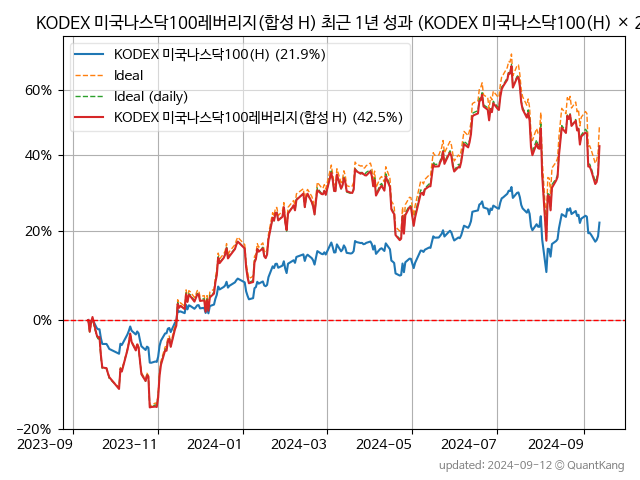 KODEX 미국나스닥100레버리지(합성 H) 최근 1년 성과 (KODEX 미국나스닥100(H) × 2
KODEX 미국나스닥100(H) (21.9%)
Ideal
Ideal (daily)
KODEX 미국나스닥100레버리지(합성 H) (42.5%)
60%
40%
20%
0%
-20%
2023-09
2023-11
2024-01
2024-03
2024-05
2024-07
2024-09
updated: 2024-09-12 © QuantKang